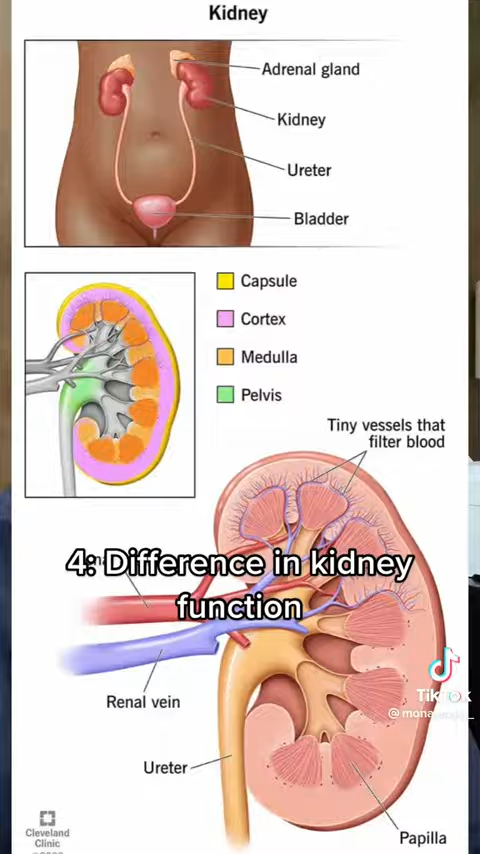 Kidney
Adrenal gland
Kidney
Ureter
Bladder
Capsule
Cortex
Medulla
Pelvis
Tiny vessels that
filter blood
4: Difference in kidney
function
Renal vein
TikTok
Ureter
Cleveland
Clinic
Papilla